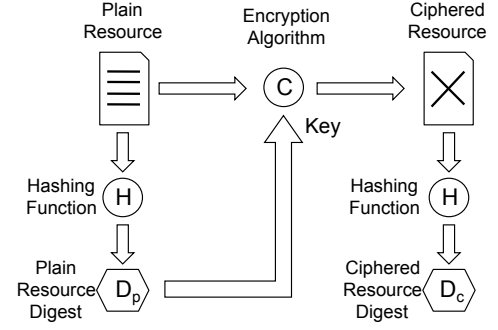 Plain
Resource
Encryption
Algorithm
Ciphered
Resource
C
Key
Hashing
Function
H
Hashing
Function
H
Plain
Resource
Digest
Dp
Ciphered
Resource
Digest
Dc